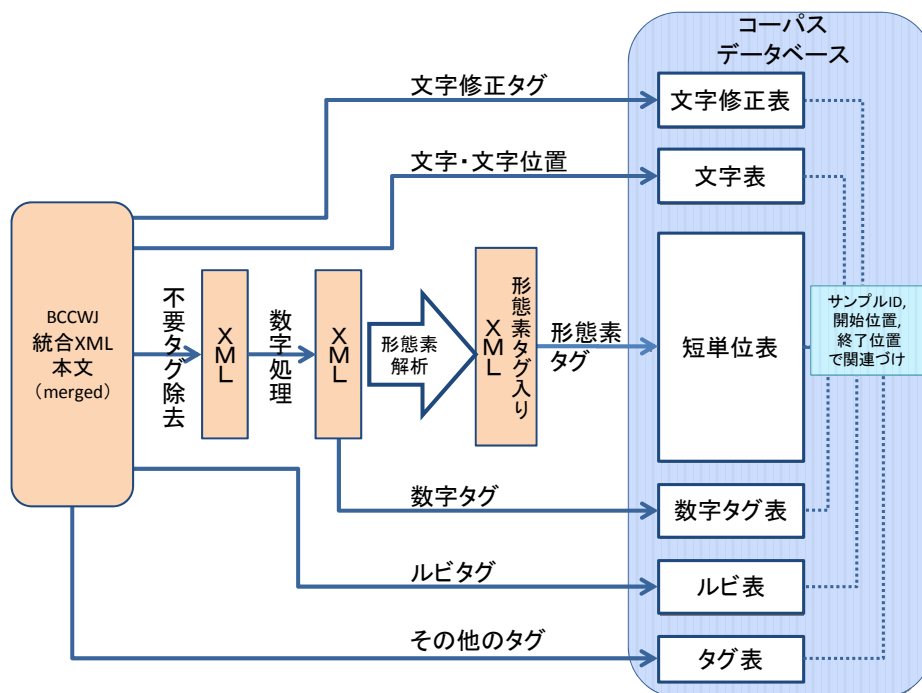 コーパス
データベース
文字修正タグ
文字修正表
文字・文字位置
文字表
BCCWJ
統合XML
本文
（merged）
不要タグ除去
XML
数字処理
XML
形態素
解析
形態素タグ入り
XML
形態素
タグ
短単位表
サンプルID,
開始位置,
終了位置
で関連づけ
数字タグ
数字タグ表
ルビタグ
ルビ表
その他のタグ
タグ表